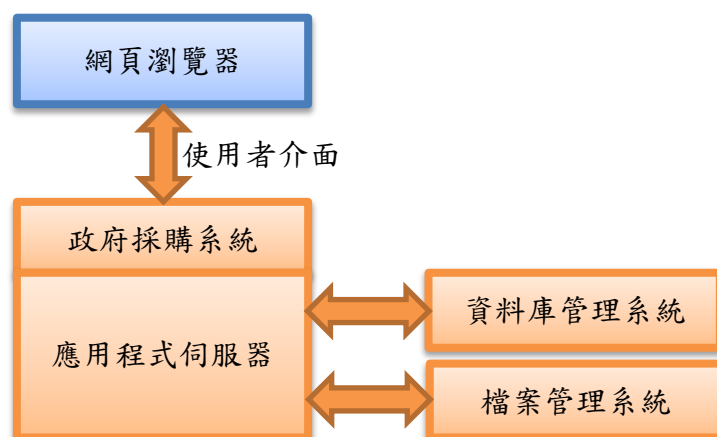 網頁瀏覽器
使用者介面
政府採購系統
資料庫管理系統
應用程式伺服器
檔案管理系統